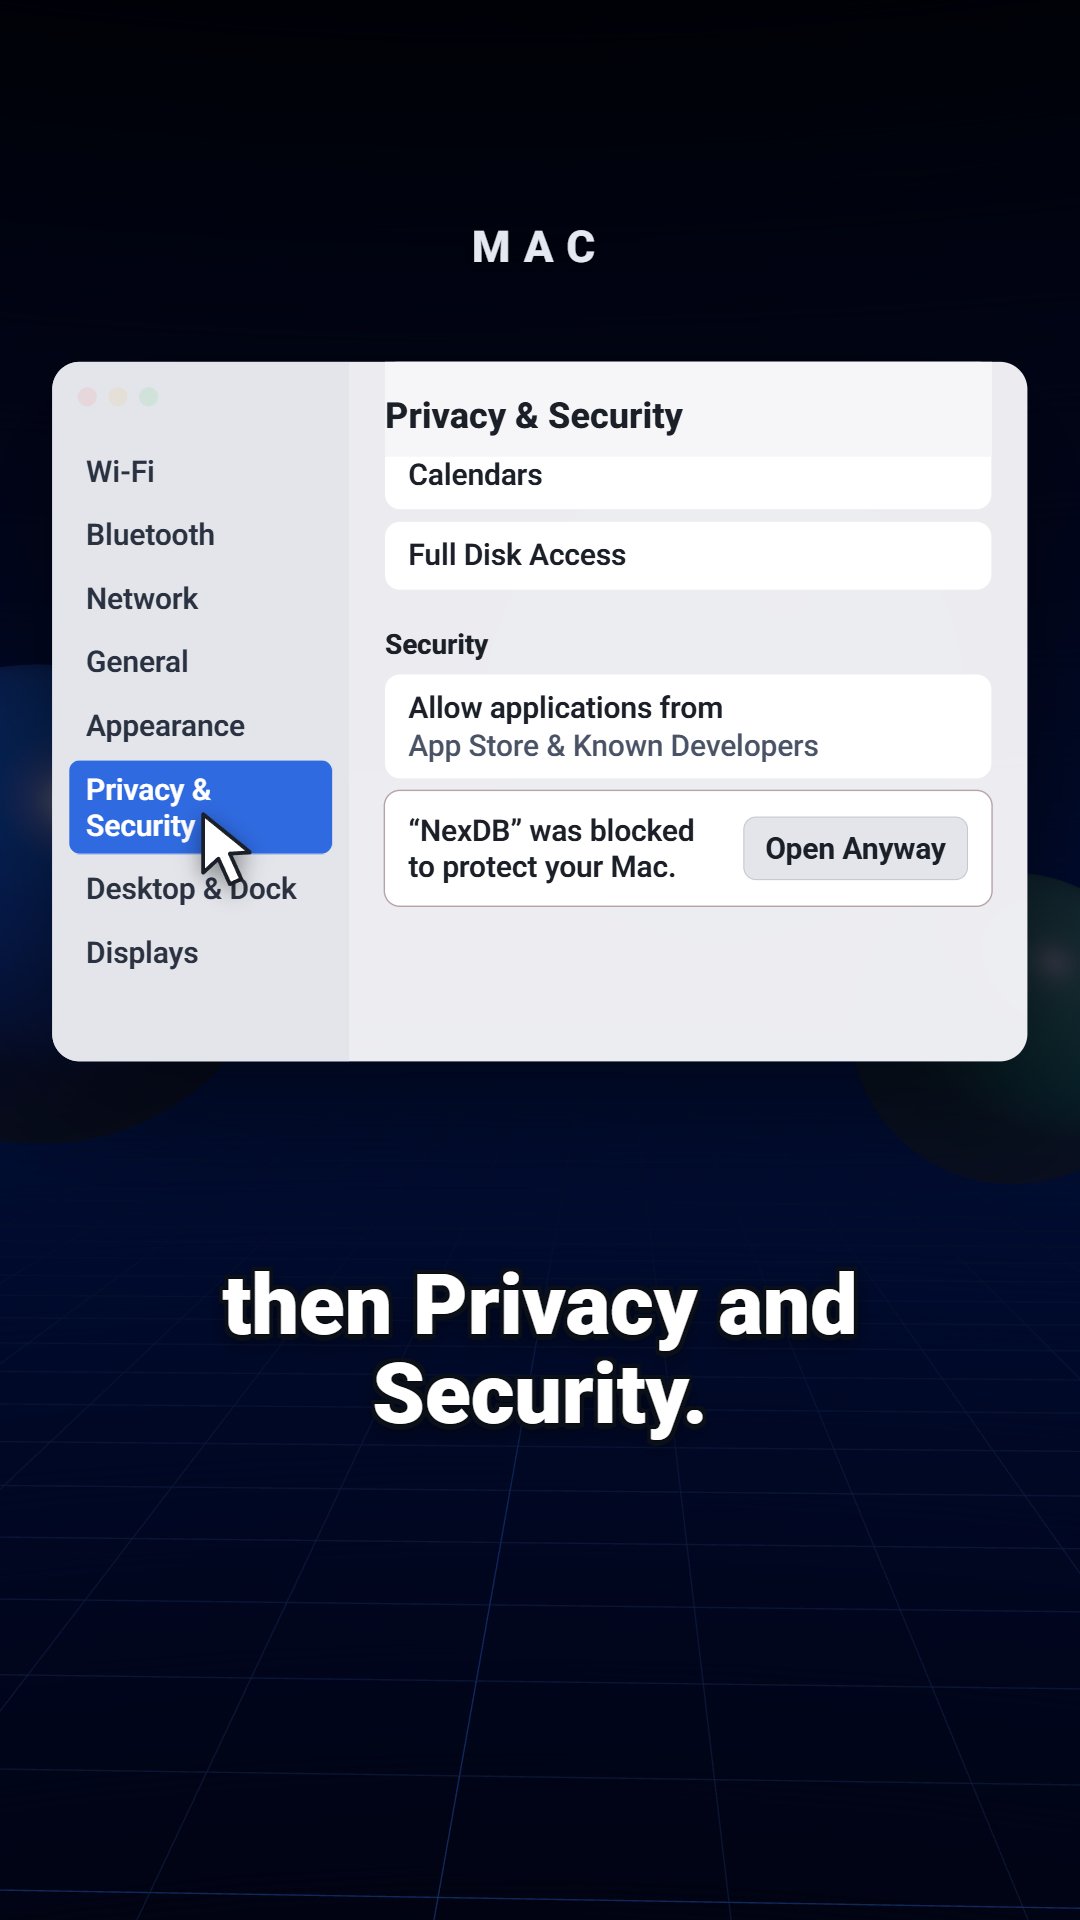 MAC
Privacy & Security
Wi-Fi
Bluetooth
Network
General
Appearance
Privacy &
Security
Desktop & Dock
Displays
Calendars
Full Disk Access
Security
Allow applications from
App Store & Known Developers
“NexDB” was blocked
to protect your Mac.
Open Anyway
then Privacy and
Security.